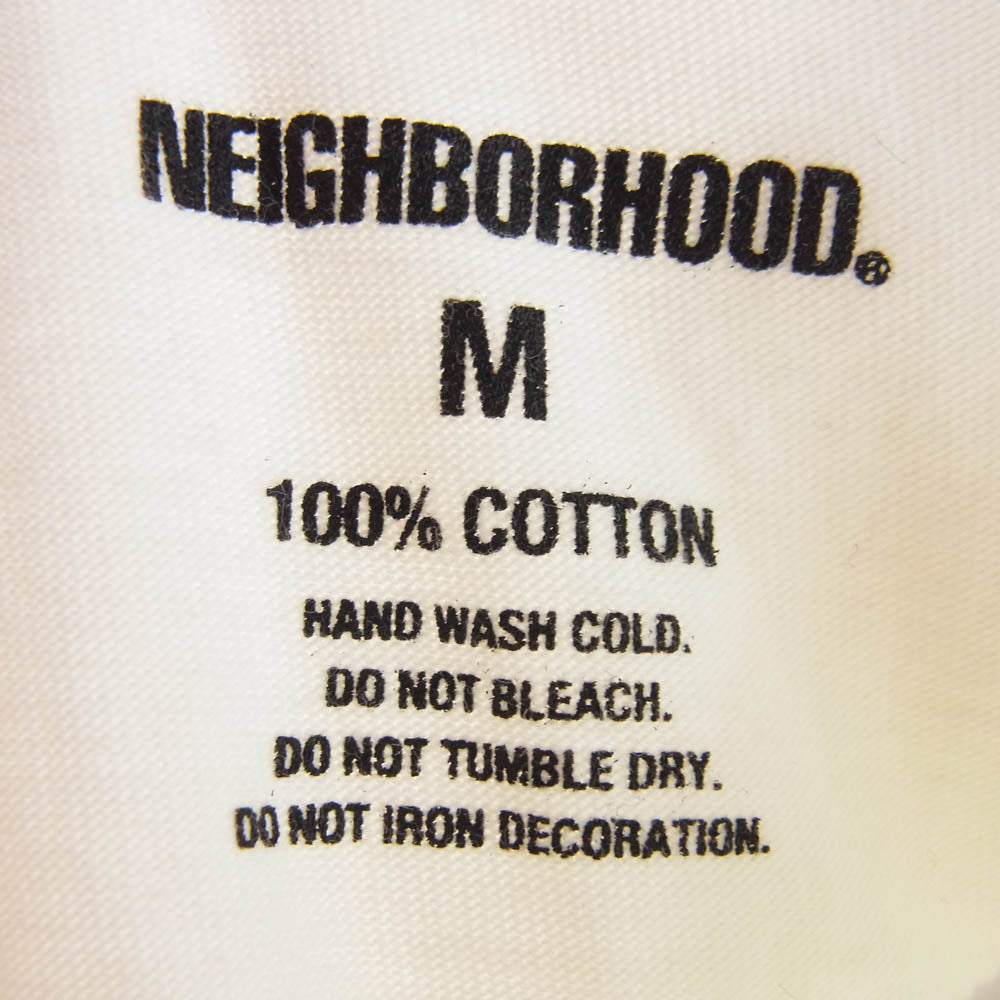 NEIGHBORHOOD®
M
100% COTTON
HAND WASH COLD.
DO NOT BLEACH.
DO NOT TUMBLE DRY.
DO NOT IRON DECORATION.